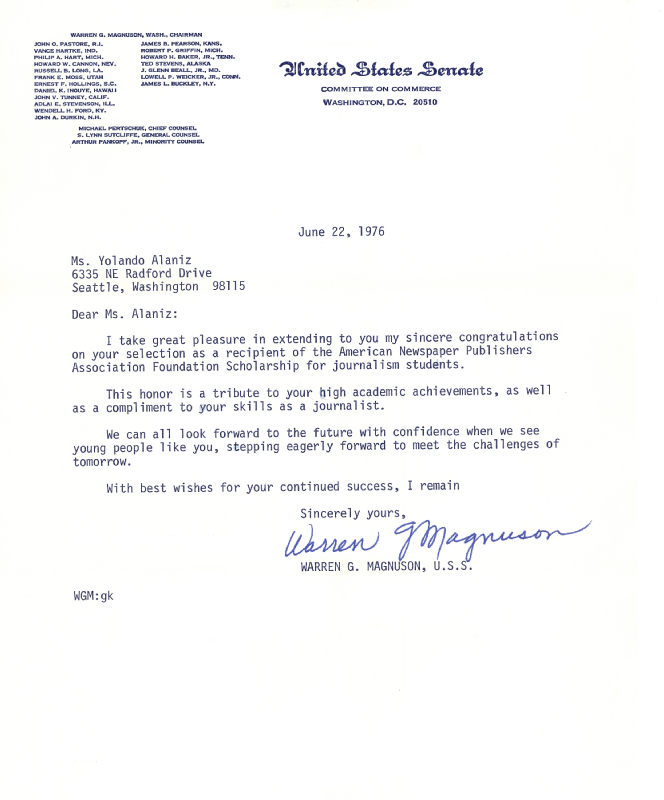 WARREN G. MAGNUSON, WASH., CHAIRMAN
JOHN O. PASTORE, R.I.
VANCE HARTKE, IND.
PHILIP A. HART, MICH.
HOWARD W. CANNON, NEV.
RUSSELL B. LONG, LA.
FRANK E. MOSS, UTAH
ERNEST F. HOLLINGS, S.C.
DANIEL K. INOUYE, HAWAII
JOHN V. TUNNEY, CALIF.
ADLAI E. STEVENSON, ILL.
WENDELL H. FORD, KY.
JOHN A. DURKIN, N.H.
JAMES B. PEARSON, KANS.
ROBERT P. GRIFFIN, MICH.
HOWARD H. BAKER, JR., TENN.
TED STEVENS, ALASKA
J. GLENN BEALL, JR., MD.
LOWELL P. WEICKER, JR., CONN.
JAMES L. BUCKLEY, N.Y.
MICHAEL PERTSCHUK, CHIEF COUNSEL
S. LYNN SUTCLIFFE, GENERAL COUNSEL
ARTHUR PANKOPF, JR., MINORITY COUNSEL
United States Senate
COMMITTEE ON COMMERCE
WASHINGTON, D.C. 20510
June 22, 1976
Ms. Yolando Alaniz
6335 NE Radford Drive
Seattle, Washington 98115
Dear Ms. Alaniz:
I take great pleasure in extending to you my sincere congratulations
on your selection as a recipient of the American Newspaper Publishers
Association Foundation Scholarship for journalism students.
This honor is a tribute to your high academic achievements, as well
as a compliment to your skills as a journalist.
We can all look forward to the future with confidence when we see
young people like you, stepping eagerly forward to meet the challenges of
tomorrow.
With best wishes for your continued success, I remain
Sincerely yours,
Warren G Magnuson
WARREN G. MAGNUSON, U.S.S.
WGM:gk